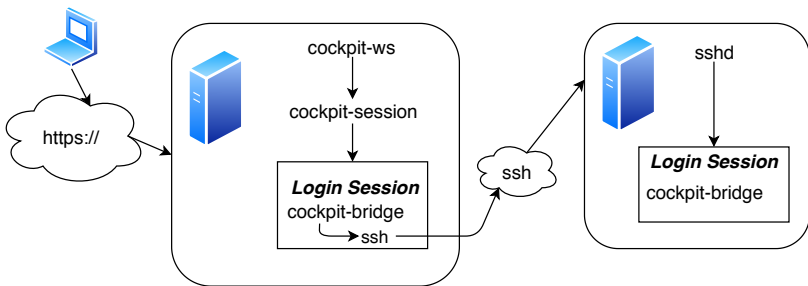 https://
cockpit-ws
cockpit-session
Login Session
cockpit-bridge
ssh
ssh
sshd
Login Session
cockpit-bridge